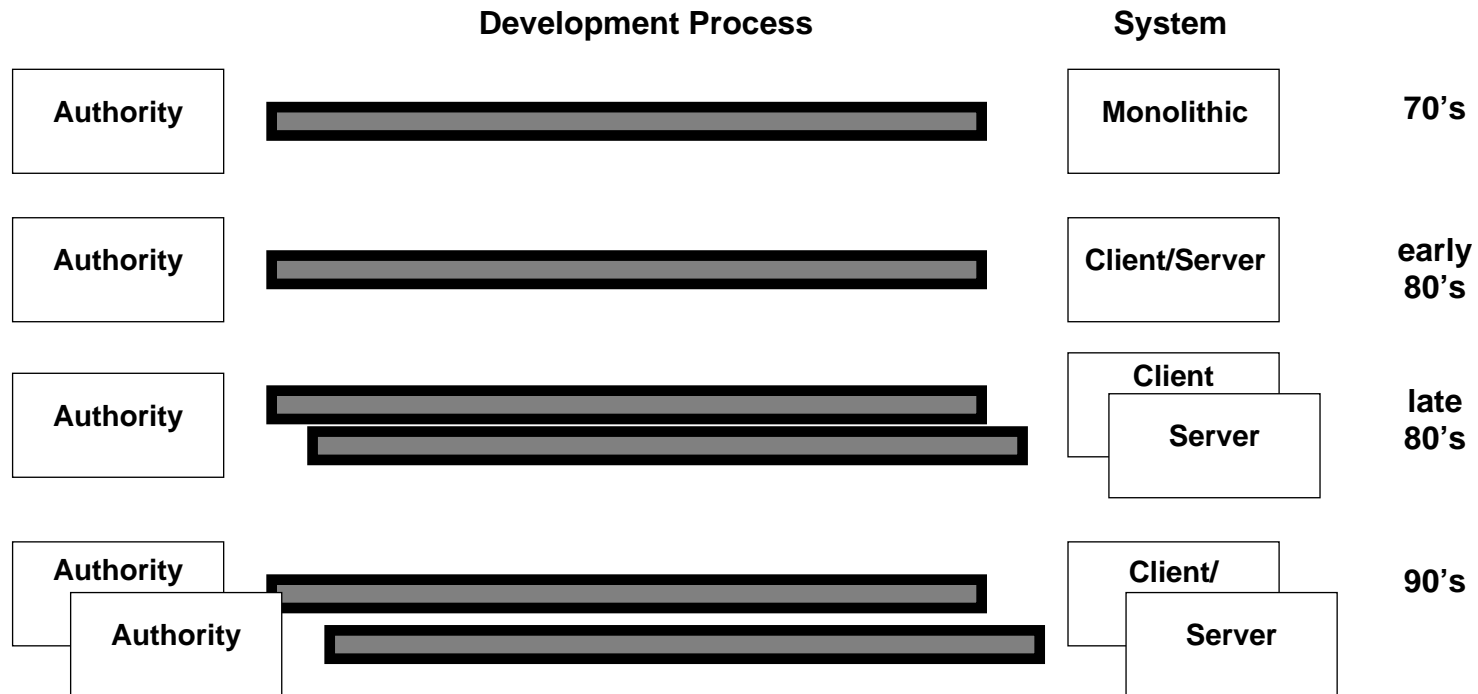 Development Process
System
Authority
Monolithic
70’s
Authority
Client/Server
early
80’s
Authority
Client
Server
late
80’s
Authority
Authority
Client/
Server
90’s